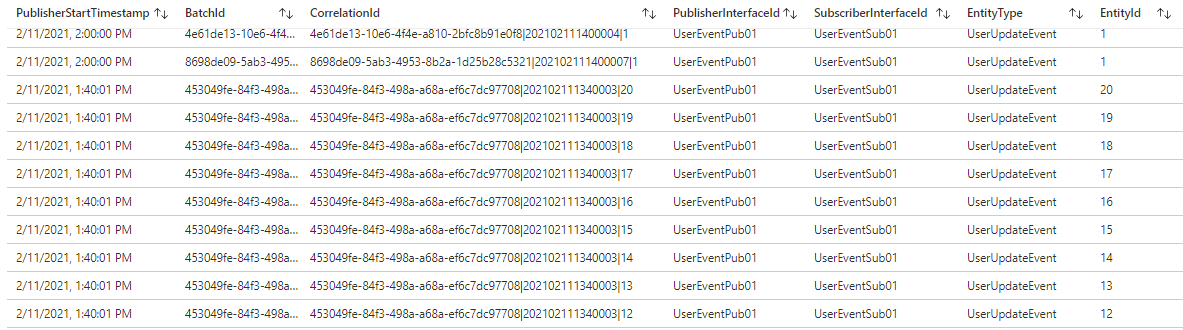 PublisherStartTimestamp ↑↓ BatchId ↑↓ CorrelationId ↑↓ PublisherInterfaceId ↑↓ SubscriberInterfaceId ↑↓ EntityType ↑↓ EntityId ↑↓
2/11/2021, 2:00:00 PM 4e61de13-10e6-4f4... 4e61de13-10e6-4f4e-a810-2bfc8b91e0f8|202102111400004|1 UserEventPub01 UserEventSub01 UserUpdateEvent 1
2/11/2021, 2:00:00 PM 8698de09-5ab3-495... 8698de09-5ab3-4953-8b2a-1d25b28c5321|202102111400007|1 UserEventPub01 UserEventSub01 UserUpdateEvent 1
2/11/2021, 1:40:01 PM 453049fe-84f3-498a... 453049fe-84f3-498a-a68a-ef6c7dc97708|202102111340003|20 UserEventPub01 UserEventSub01 UserUpdateEvent 20
2/11/2021, 1:40:01 PM 453049fe-84f3-498a... 453049fe-84f3-498a-a68a-ef6c7dc97708|202102111340003|19 UserEventPub01 UserEventSub01 UserUpdateEvent 19
2/11/2021, 1:40:01 PM 453049fe-84f3-498a... 453049fe-84f3-498a-a68a-ef6c7dc97708|202102111340003|18 UserEventPub01 UserEventSub01 UserUpdateEvent 18
2/11/2021, 1:40:01 PM 453049fe-84f3-498a... 453049fe-84f3-498a-a68a-ef6c7dc97708|202102111340003|17 UserEventPub01 UserEventSub01 UserUpdateEvent 17
2/11/2021, 1:40:01 PM 453049fe-84f3-498a... 453049fe-84f3-498a-a68a-ef6c7dc97708|202102111340003|16 UserEventPub01 UserEventSub01 UserUpdateEvent 16
2/11/2021, 1:40:01 PM 453049fe-84f3-498a... 453049fe-84f3-498a-a68a-ef6c7dc97708|202102111340003|15 UserEventPub01 UserEventSub01 UserUpdateEvent 15
2/11/2021, 1:40:01 PM 453049fe-84f3-498a... 453049fe-84f3-498a-a68a-ef6c7dc97708|202102111340003|14 UserEventPub01 UserEventSub01 UserUpdateEvent 14
2/11/2021, 1:40:01 PM 453049fe-84f3-498a... 453049fe-84f3-498a-a68a-ef6c7dc97708|202102111340003|13 UserEventPub01 UserEventSub01 UserUpdateEvent 13
2/11/2021, 1:40:01 PM 453049fe-84f3-498a... 453049fe-84f3-498a-a68a-ef6c7dc97708|202102111340003|12 UserEventPub01 UserEventSub01 UserUpdateEvent 12